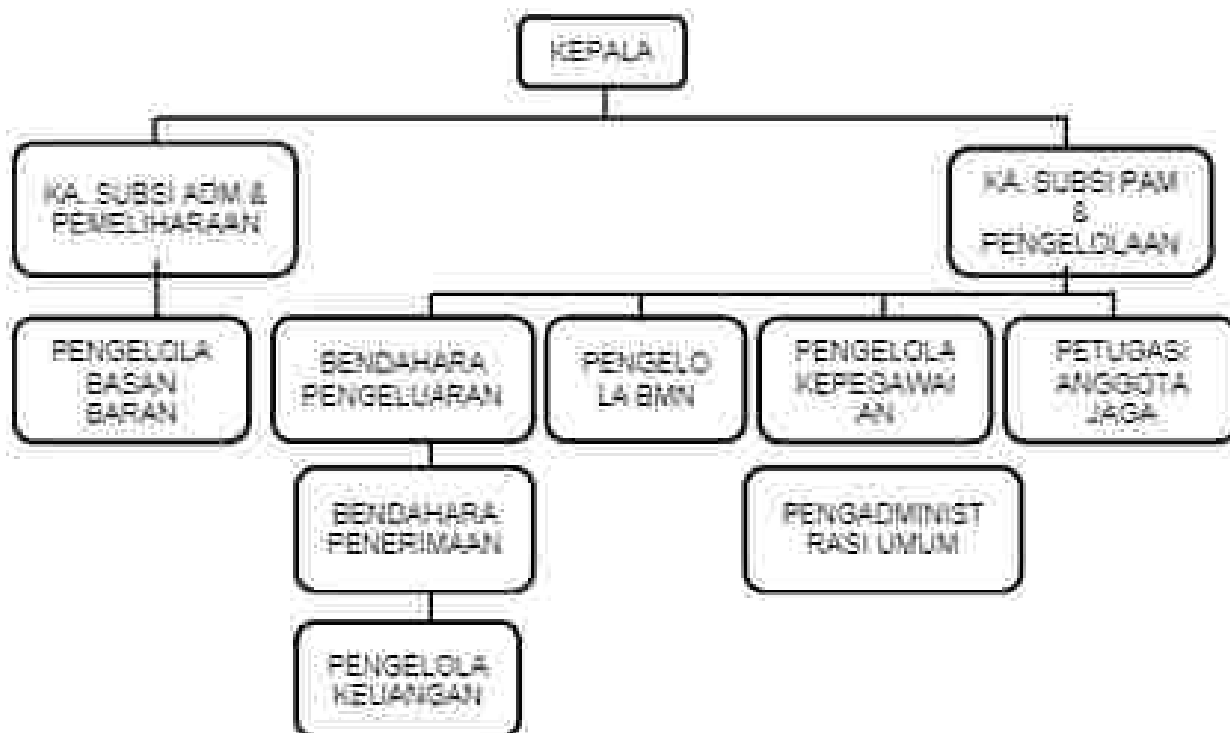 KEPALA
KA. SUBSI ADM &
PEMELIHARAAN
KA. SUBSI PAM
&
PENGELOLAAN
PENGELOLA
BASAN
BARAN
BENDAHARA
PENGELUARAN
PENGELO
LA BMN
PENGELOLA
KEPEGAWAI
AN
PETUGAS/
ANGGOTA
JAGA
BENDAHARA
PENERIMAAN
PENGADMINIST
RASI UMUM
PENGELOLA
KEUANGAN